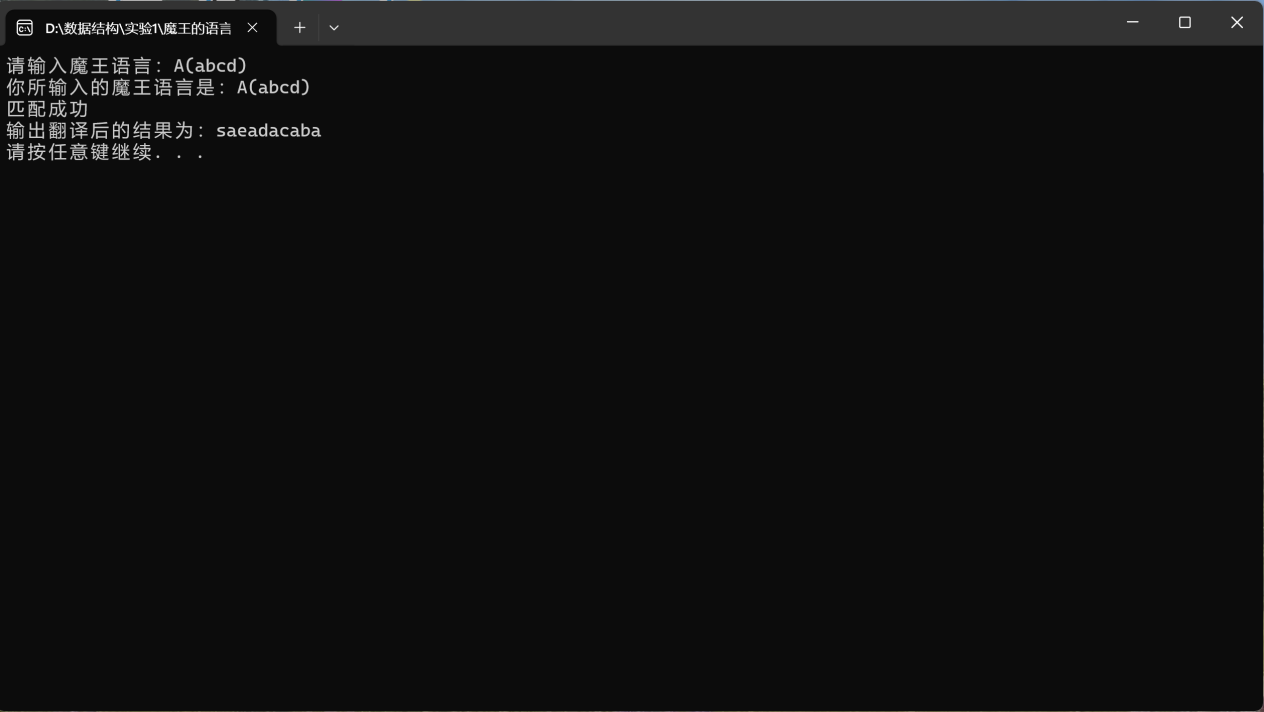 D:\数据结构\实验1\魔王的语言
请输入魔王语言：A(abcd)
你所输入的魔王语言是：A(abcd)
匹配成功
输出翻译后的结果为：saeadacaba
请按任意键继续. . .